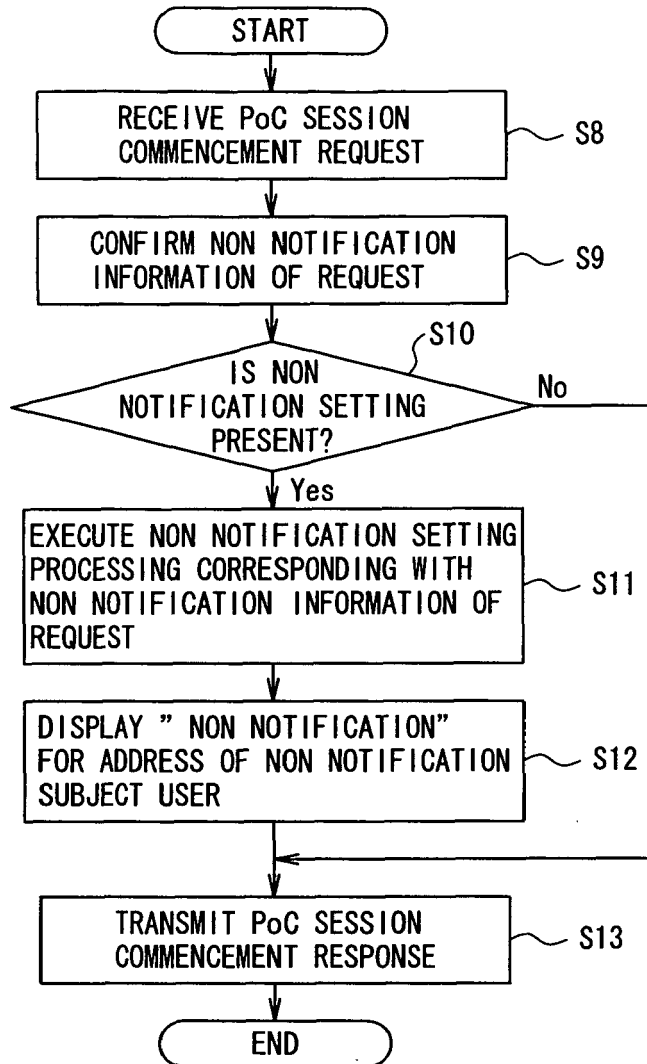 START
RECEIVE PoC SESSION
COMMENCEMENT REQUEST
S8
CONFIRM NON NOTIFICATION
INFORMATION OF REQUEST
S9
S10
IS NON
NOTIFICATION SETTING
PRESENT?
No
Yes
EXECUTE NON NOTIFICATION SETTING
PROCESSING CORRESPONDING WITH
NON NOTIFICATION INFORMATION OF
REQUEST
S11
DISPLAY " NON NOTIFICATION"
FOR ADDRESS OF NON NOTIFICATION
SUBJECT USER
S12
TRANSMIT PoC SESSION
COMMENCEMENT RESPONSE
S13
END